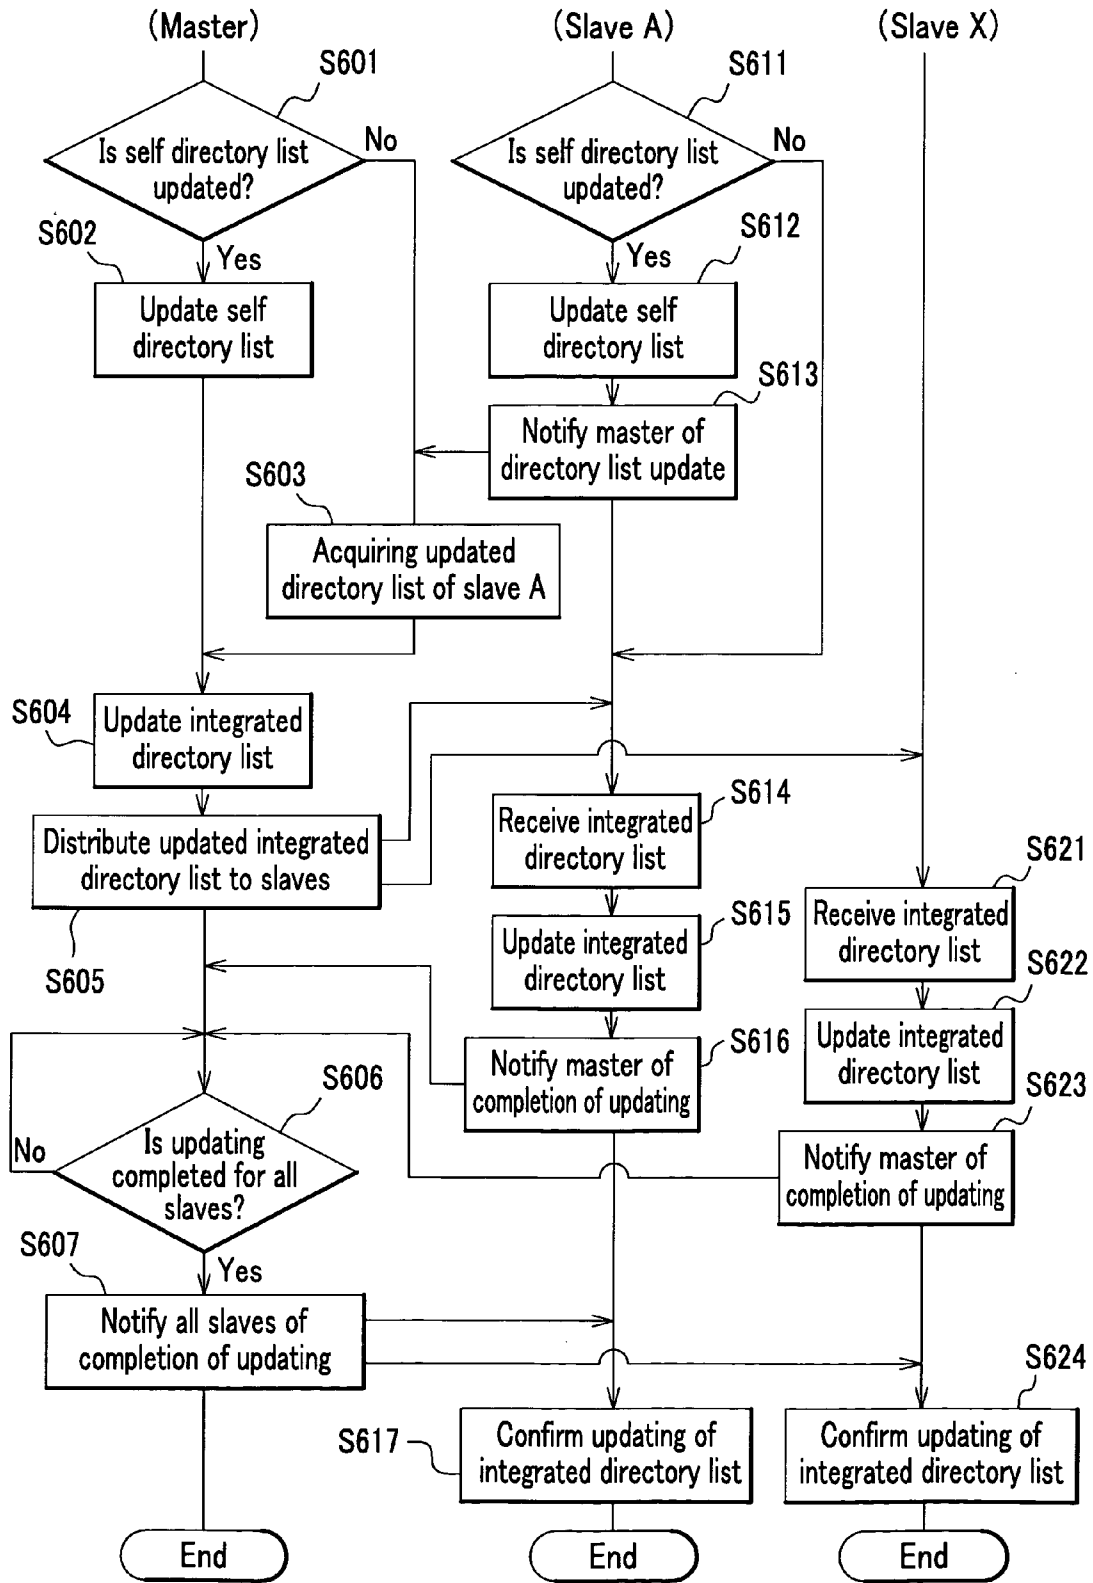 (Master)
(Slave A)
(Slave X)
S601
S611
Is self directory list
updated?
No
Is self directory list
updated?
No
S602
Yes
S612
Yes
Update self
directory list
Update self
directory list
S613
Notify master of
directory list update
S603
Acquiring updated
directory list of slave A
S604
Update integrated
directory list
S614
Receive integrated
directory list
Distribute updated integrated
directory list to slaves
S605
S621
Receive integrated
directory list
S615
Update integrated
directory list
S622
Update integrated
directory list
S616
Notify master of
completion of updating
S606
Is updating
completed for all
slaves?
No
S623
Notify master of
completion of updating
S607
Yes
Notify all slaves of
completion of updating
S624
S617
Confirm updating of
integrated directory list
Confirm updating of
integrated directory list
End
End
End